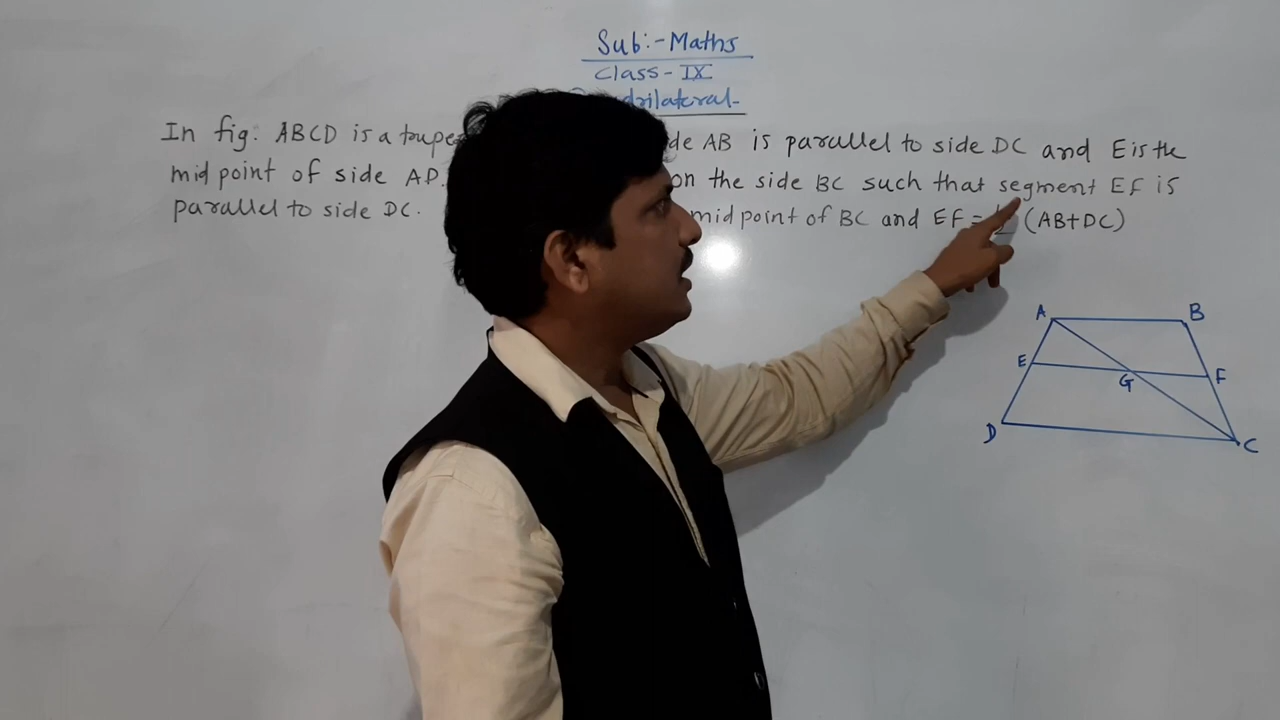 Sub:- Maths
Class - IX
drilateral-
In fig. ABCD is a de AB is parallel to side DC and E is the
mid point of side AD. on the side BC such that segment EF is
parallel to side DC. mid point of BC and EF = (AB+DC)
A B
E F
G
D C